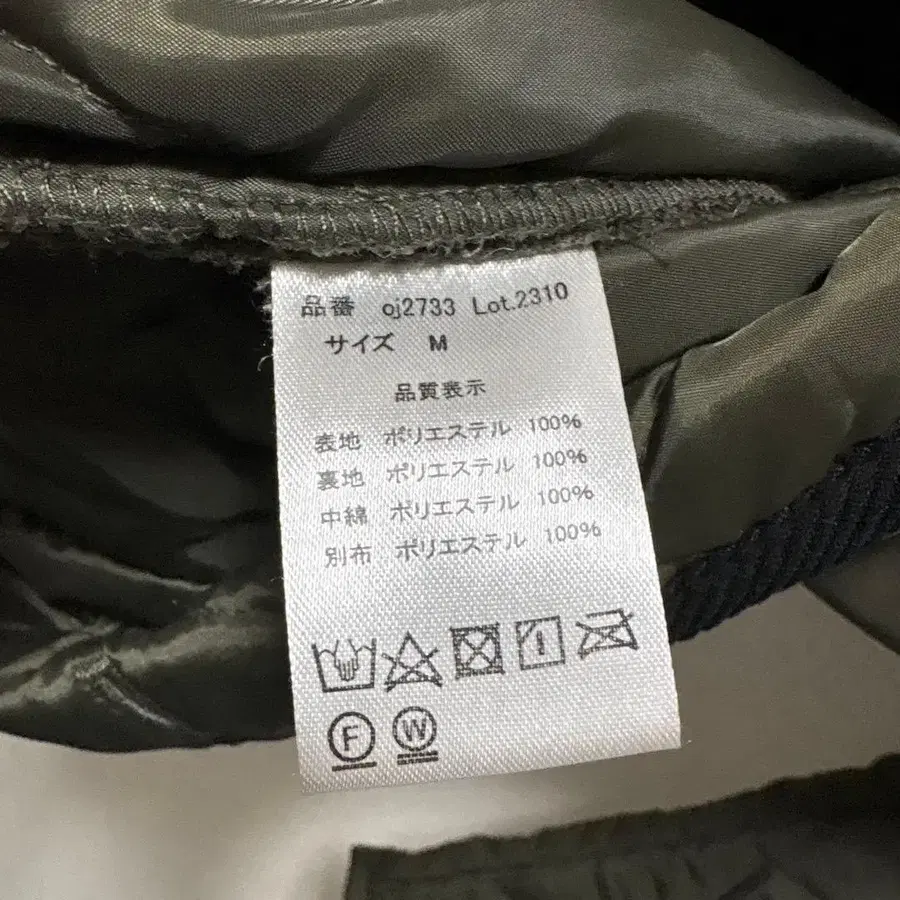 品番 oj2733 Lot.2310
サイズ M
品質表示
表地 ポリエステル 100%
裏地 ポリエステル 100%
中綿 ポリエステル 100%
別布 ポリエステル 100%
F W